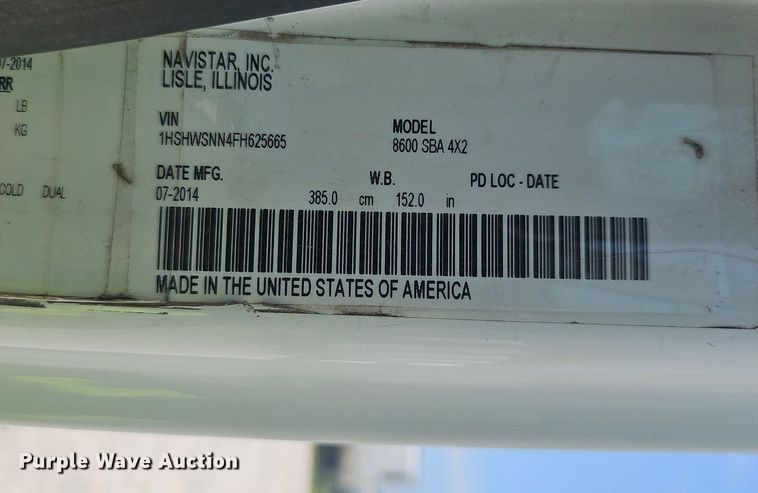 7-2014
RR
LB
KG
COLD DUAL
NAVISTAR, INC.
LISLE, ILLINOIS
VIN
1HSHWSNN4FH625665
MODEL
8600 SBA 4X2
DATE MFG. W.B. PD LOC - DATE
07-2014 385.0 cm 152.0 in
MADE IN THE UNITED STATES OF AMERICA
Purple Wave Auction